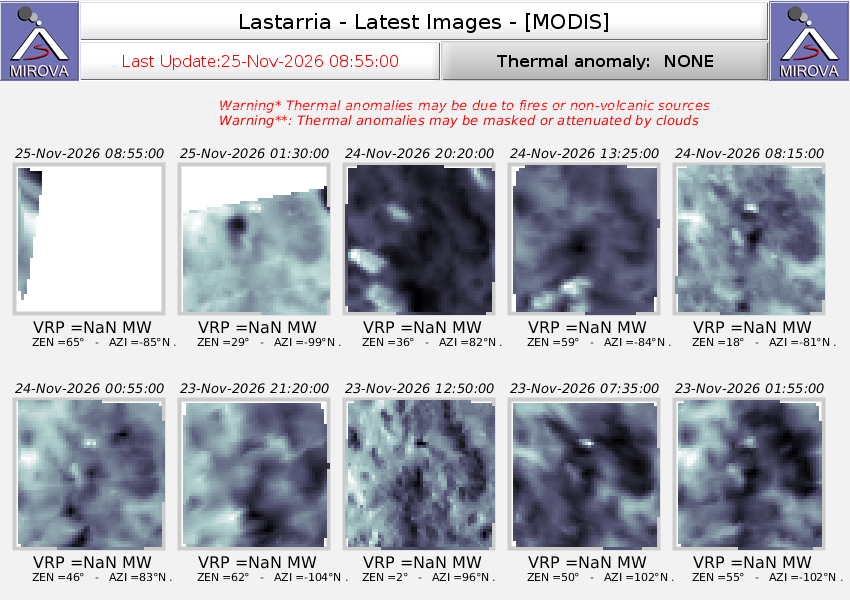 Lastarria - Latest Images - [MODIS]
MIROVA
Last Update:25-Nov-2026 08:55:00
Thermal anomaly:  NONE
MIROVA
Warning* Thermal anomalies may be due to fires or non-volcanic sources
Warning**: Thermal anomalies may be masked or attenuated by clouds
25-Nov-2026 08:55:00
25-Nov-2026 01:30:00
24-Nov-2026 20:20:00
24-Nov-2026 13:25:00
24-Nov-2026 08:15:00
VRP =NaN MW
VRP =NaN MW
VRP =NaN MW
VRP =NaN MW
VRP =NaN MW
ZEN =65°  -  AZI =-85°N .
ZEN =29°  -  AZI =-99°N .
ZEN =36°  -  AZI =82°N .
ZEN =59°  -  AZI =-84°N .
ZEN =18°  -  AZI =-81°N .
24-Nov-2026 00:55:00
23-Nov-2026 21:20:00
23-Nov-2026 12:50:00
23-Nov-2026 07:35:00
23-Nov-2026 01:55:00
VRP =NaN MW
VRP =NaN MW
VRP =NaN MW
VRP =NaN MW
VRP =NaN MW
ZEN =46°  -  AZI =83°N .
ZEN =62°  -  AZI =-104°N .
ZEN =2°  -  AZI =96°N .
ZEN =50°  -  AZI =102°N .
ZEN =55°  -  AZI =-102°N .